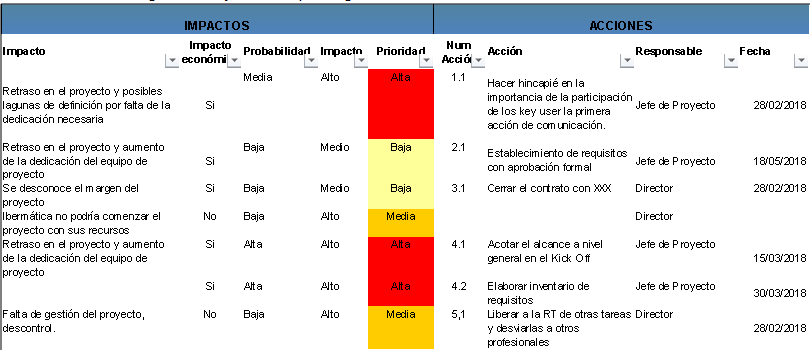 IMPACTOS ACCIONES
Impacto Impacto económi Probabilidad Impacto Prioridad Num Acció Acción Responsable Fecha
Retraso en el proyecto y posibles lagunas de definición por falta de la dedicación necesaria Si Media Alto Alta 1.1 Hacer hincapié en la importancia de la participación de los key user la primera acción de comunicación. Jefe de Proyecto 28/02/2018
Retraso en el proyecto y aumento de la dedicación del equipo de proyecto Si Baja Medio Baja 2.1 Establecimiento de requisitos con aprobación formal Jefe de Proyecto 18/05/2018
Se desconoce el margen del proyecto Si Baja Medio Baja 3.1 Cerrar el contrato con XXX Director 28/02/2018
Ibermática no podría comenzar el proyecto con sus recursos No Baja Alto Media Director
Retraso en el proyecto y aumento de la dedicación del equipo de proyecto Si Alta Alto Alta 4.1 Acotar el alcance a nivel general en el Kick Off Jefe de Proyecto 15/03/2018
Si Alta Alto Alta 4.2 Elaborar inventario de requisitos Jefe de Proyecto 30/03/2018
Falta de gestión del proyecto, descontrol. No Baja Alto Media 5,1 Liberar a la RT de otras tareas y desviarlas a otros profesionales Director 28/02/2018